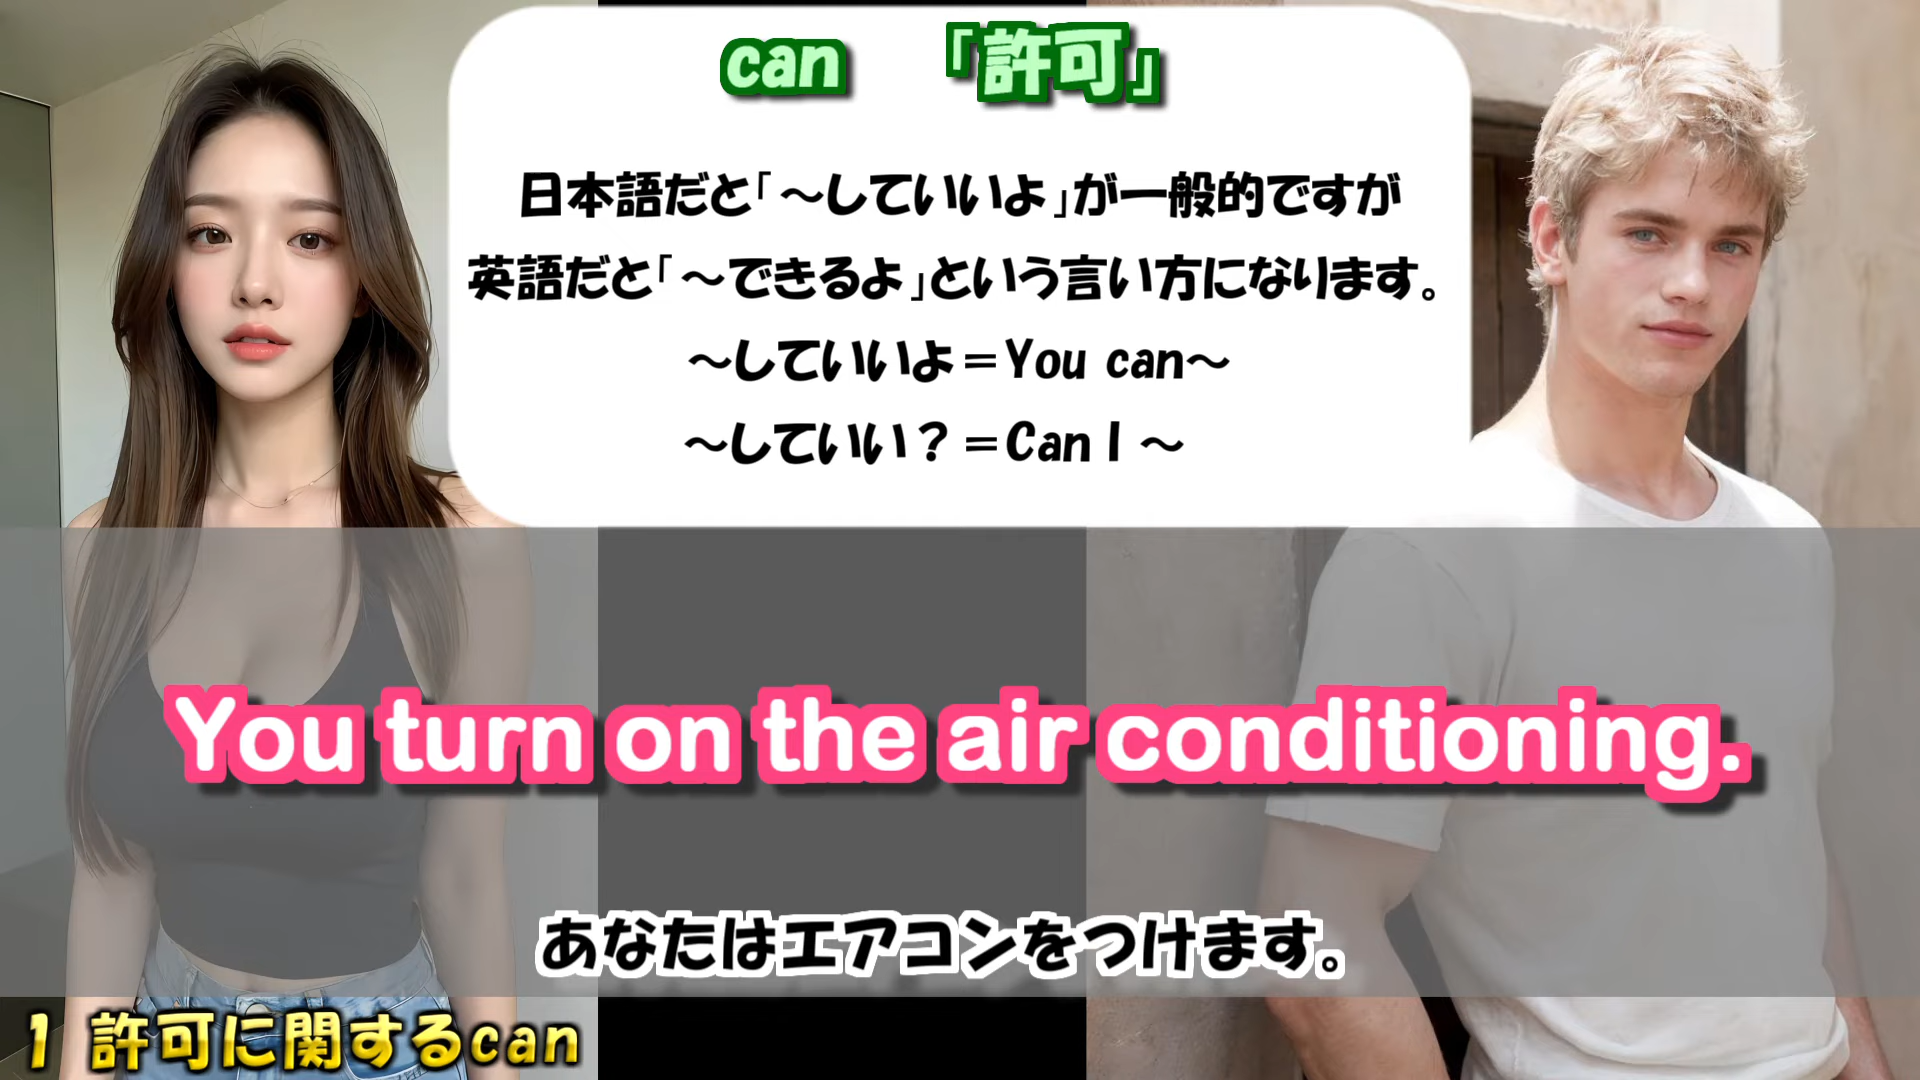 can 「許可」
日本語だと「～していいよ」が一般的ですが
英語だと「～できるよ」という言い方になります。
～していいよ＝You can～
～していい？＝Can I ～
You turn on the air conditioning.
あなたはエアコンをつけます。
1 許可に関するcan